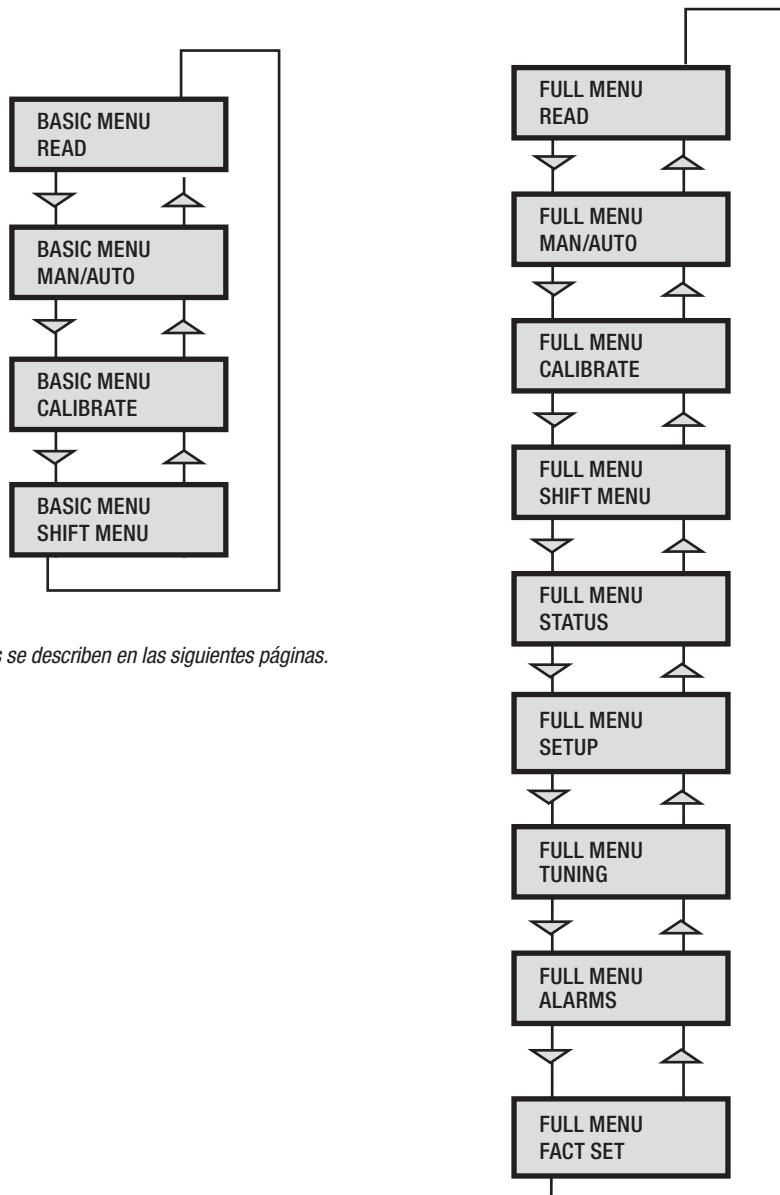 BASIC MENU
READ
BASIC MENU
MAN/AUTO
BASIC MENU
CALIBRATE
BASIC MENU
SHIFT MENU
se describen en las siguientes páginas.
FULL MENU
READ
FULL MENU
MAN/AUTO
FULL MENU
CALIBRATE
FULL MENU
SHIFT MENU
FULL MENU
STATUS
FULL MENU
SETUP
FULL MENU
TUNING
FULL MENU
ALARMS
FULL MENU
FACT SET